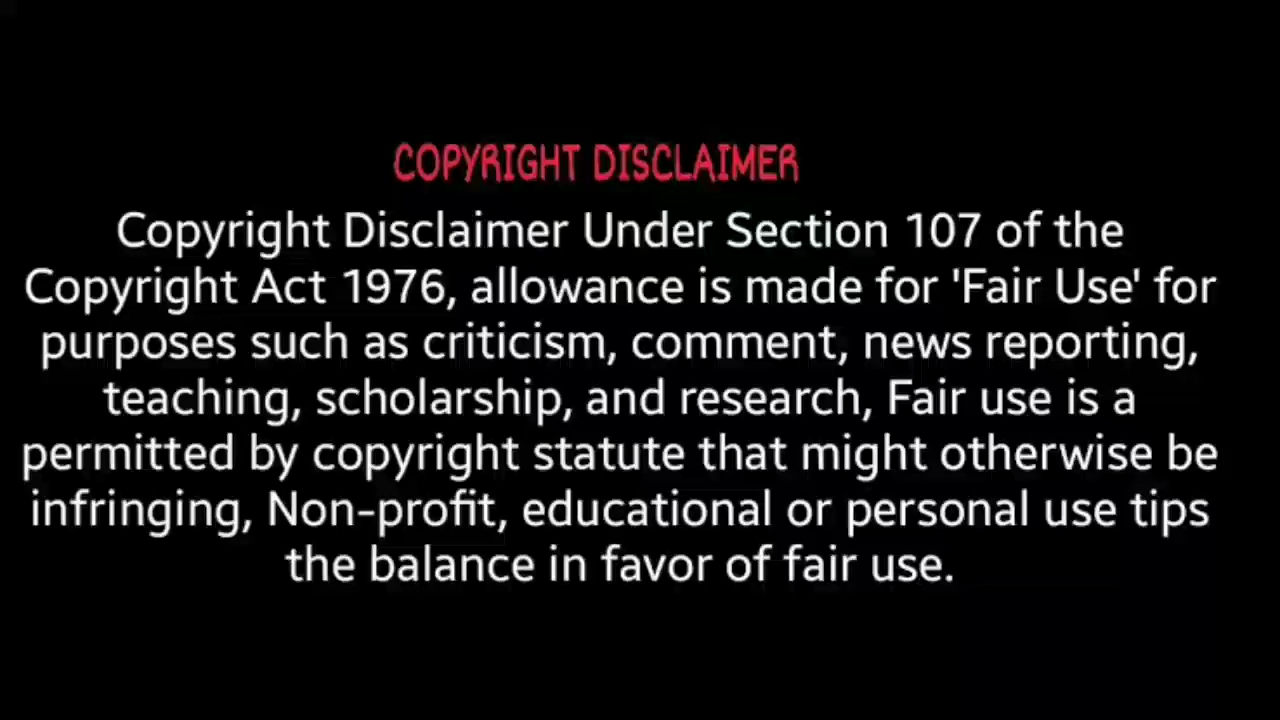 COPYRIGHT DISCLAIMER
Copyright Disclaimer Under Section 107 of the
Copyright Act 1976, allowance is made for 'Fair Use' for
purposes such as criticism, comment, news reporting,
teaching, scholarship, and research, Fair use is a
permitted by copyright statute that might otherwise be
infringing, Non-profit, educational or personal use tips
the balance in favor of fair use.